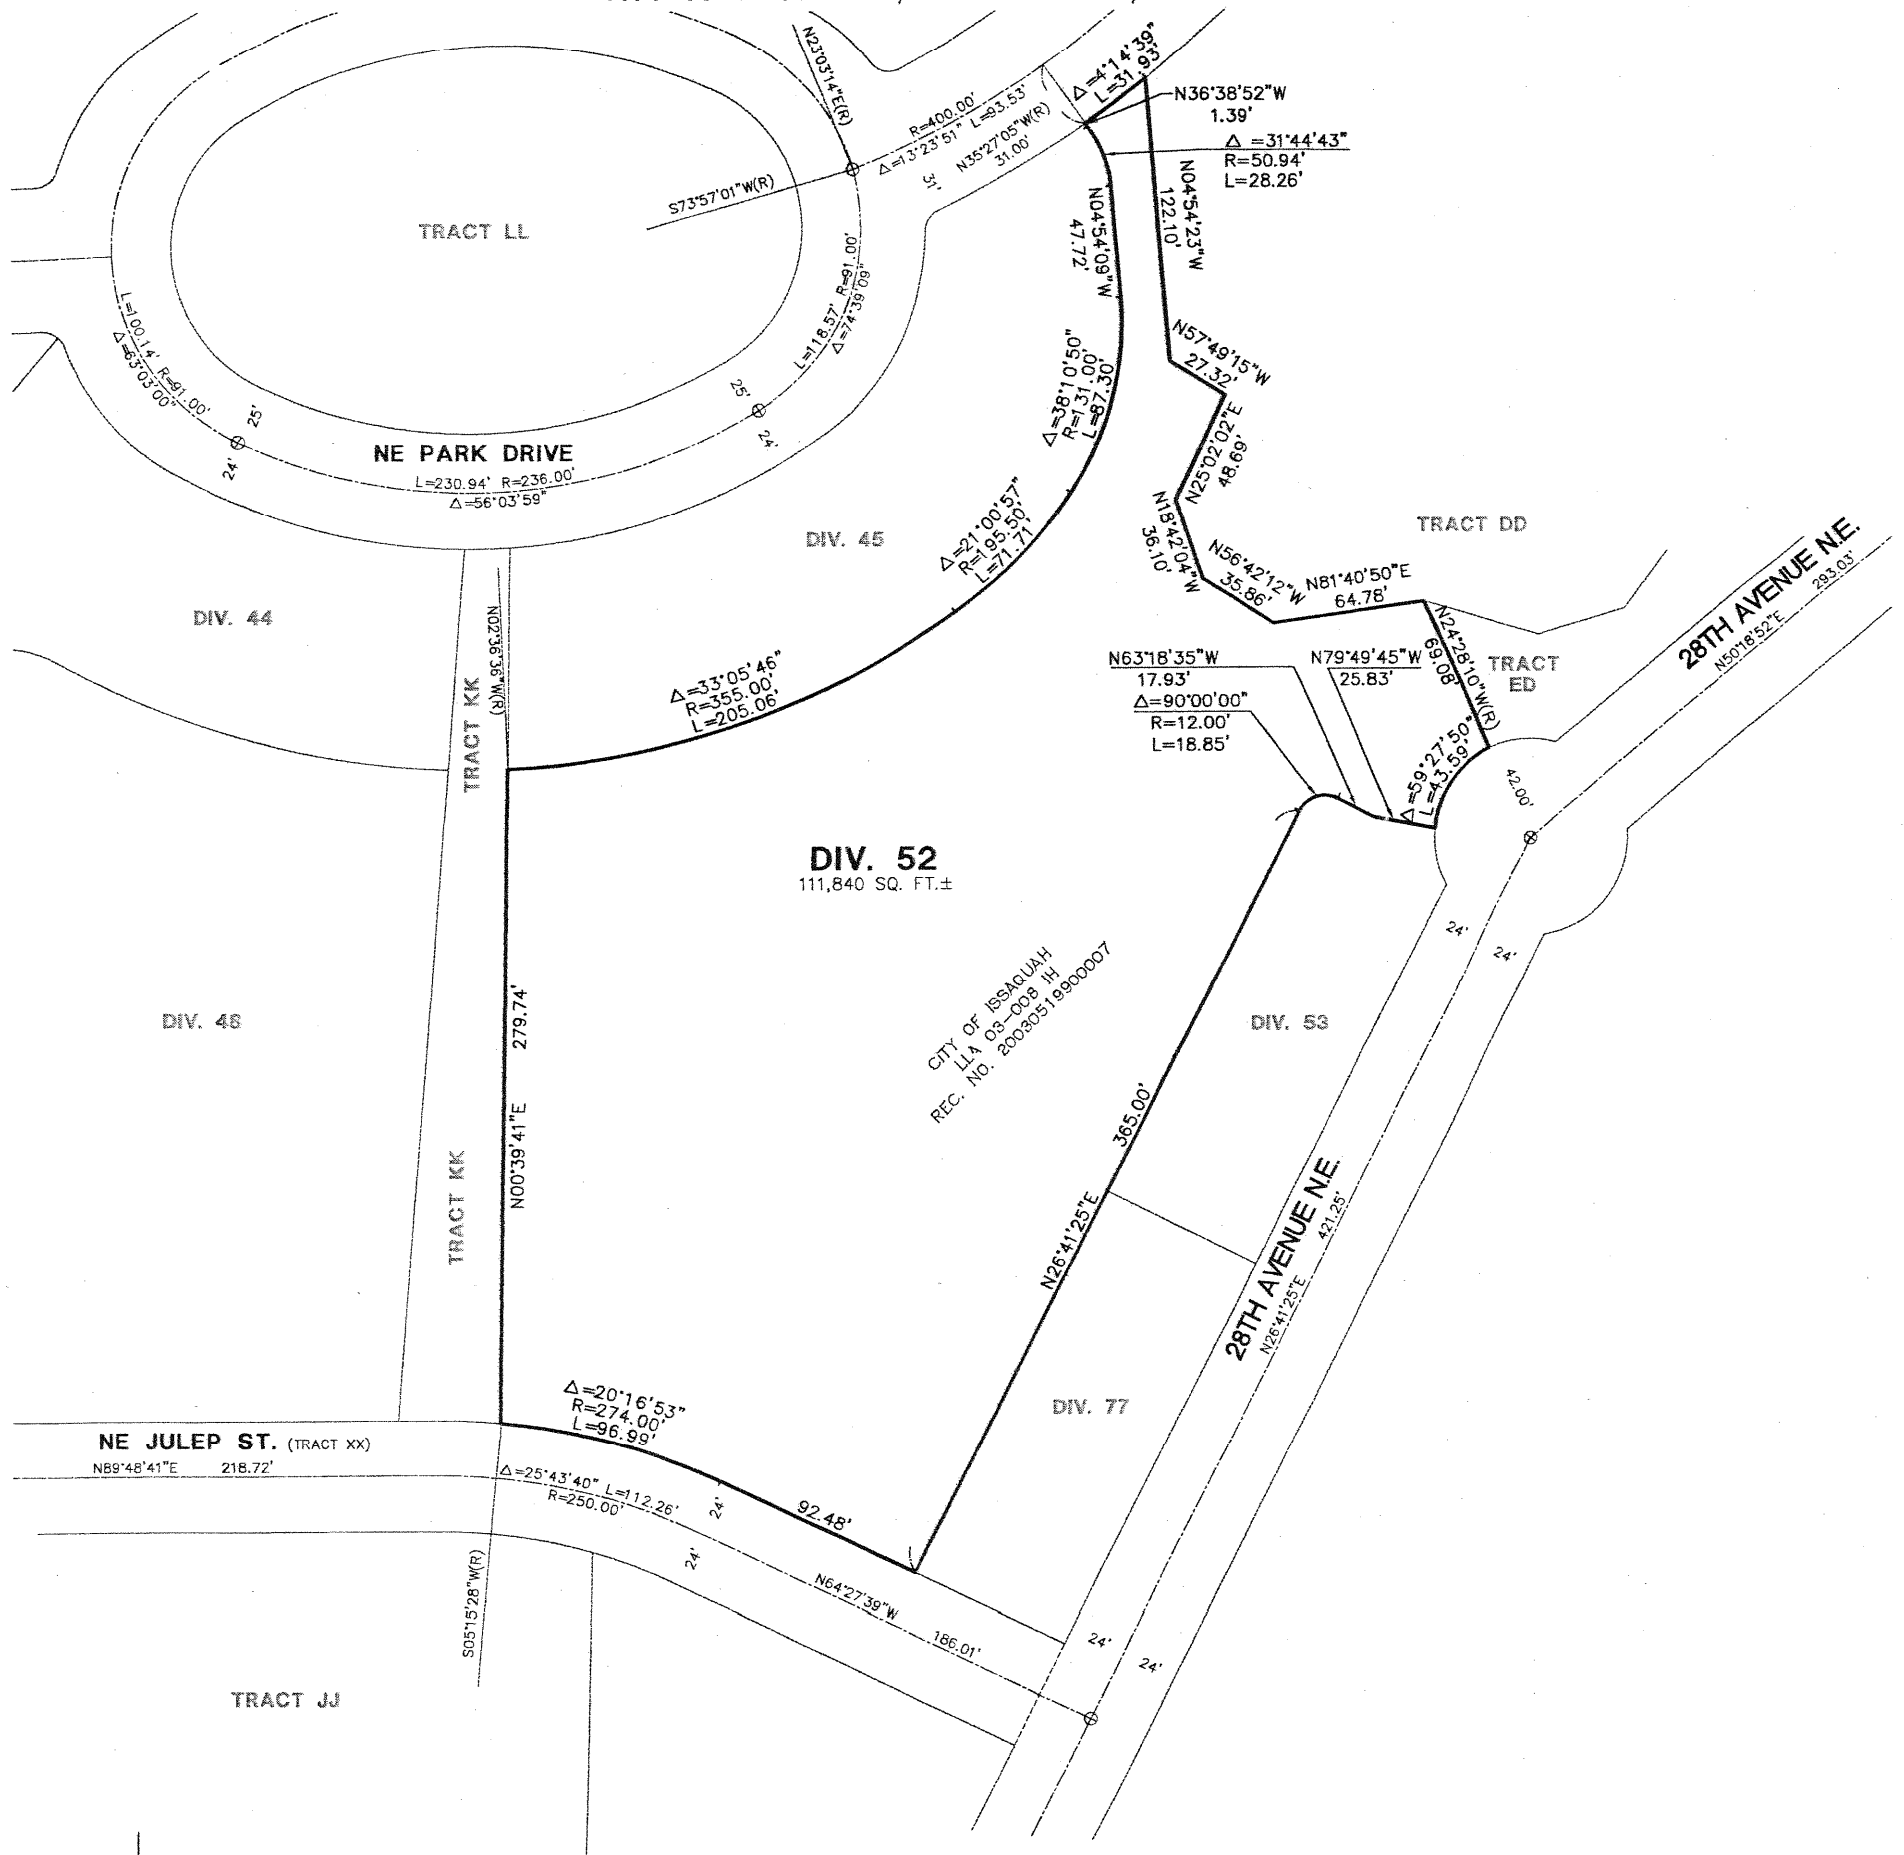 N23°03'14"E(R)
R=400.00'
Δ=13°23'51" L=93.53'
N35°27'05"W(R)
31.00'
31'
Δ=4°14'39"
L=31.93'
N36°38'52"W
1.39'
Δ =31°44'43"
R=50.94'
L=28.26'
S73°57'01"W(R)
TRACT LL
N04°54'09"W
47.72'
N04°54'23"W
122.10'
L=118.57' R=91.00'
Δ=74°39'09"
L=100.14' R=91.00'
Δ=63°03'00"
25'
24'
25'
24'
NE PARK DRIVE
L=230.94' R=236.00'
Δ=56°03'59"
Δ=38°10'50"
R=131.00'
L=87.30'
N57°49'15"W
27.32'
N25°02'02"E
48.69'
N18°42'04"W
36.10'
N56°42'12"W
35.86'
N81°40'50"E
64.78'
TRACT DD
Δ=21°00'57"
R=195.50'
L=71.71'
DIV. 45
DIV. 44
N02°36'36"W(R)
TRACT KK
Δ=33°05'46"
R=355.00'
L=205.06'
N63°18'35"W
17.93'
Δ=90°00'00"
R=12.00'
L=18.85'
N79°49'45"W
25.83'
N24°28'10"W(R)
69.08'
TRACT
ED
28TH AVENUE N.E.
N50°18'52"E 293.03'
Δ=59°27'50"
L=43.59'
42.00'
DIV. 52
111,840 SQ. FT.±
24'
24'
CITY OF ISSAQUAH
LLA 03-008 IH
REC. NO. 20030519900007
DIV. 48
N00°39'41"E 279.74'
TRACT KK
DIV. 53
N26°41'25"E 365.00'
28TH AVENUE N.E.
N26°41'25"E 421.25'
DIV. 77
Δ=20°16'53"
R=274.00'
L=96.99'
NE JULEP ST. (TRACT XX)
N89°48'41"E 218.72'
Δ=25°43'40" L=112.26'
R=250.00'
24'
24'
92.48'
S05°15'28"W(R)
N64°27'39"W 186.01'
24'
24'
TRACT JJ